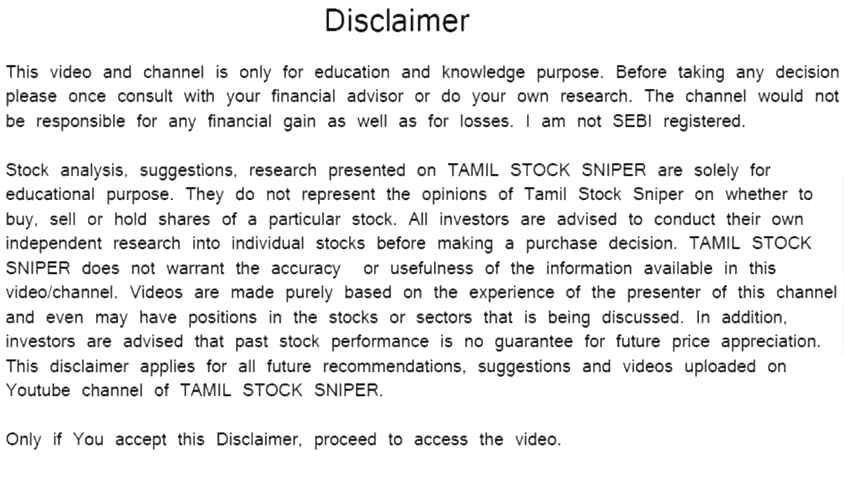 Disclaimer
This video and channel is only for education and knowledge purpose. Before taking any decision
please once consult with your financial advisor or do your own research. The channel would not
be responsible for any financial gain as well as for losses. I am not SEBI registered.
Stock analysis, suggestions, research presented on TAMIL STOCK SNIPER are solely for
educational purpose. They do not represent the opinions of Tamil Stock Sniper on whether to
buy, sell or hold shares of a particular stock. All investors are advised to conduct their own
independent research into individual stocks before making a purchase decision. TAMIL STOCK
SNIPER does not warrant the accuracy or usefulness of the information available in this
video/channel. Videos are made purely based on the experience of the presenter of this channel
and even may have positions in the stocks or sectors that is being discussed. In addition,
investors are advised that past stock performance is no guarantee for future price appreciation.
This disclaimer applies for all future recommendations, suggestions and videos uploaded on
Youtube channel of TAMIL STOCK SNIPER.
Only if You accept this Disclaimer, proceed to access the video.